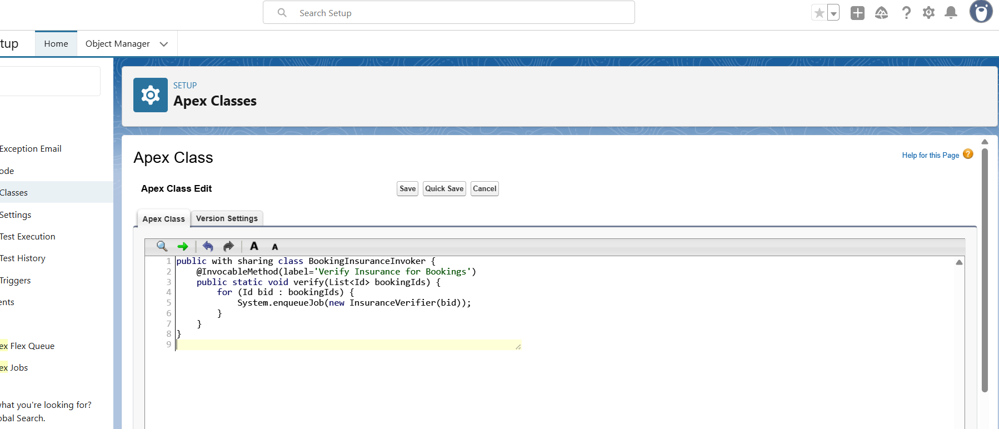 Search Setup
tup
Home
Object Manager
SETUP
Apex Classes
Exception Email
ode
Classes
Settings
Test Execution
Test History
Triggers
ents
ex Flex Queue
ex Jobs
what you're looking for?
obal Search.
Apex Class
Help for this Page ?
Apex Class Edit
Save Quick Save Cancel
Apex Class Version Settings
A A
1 public with sharing class BookingInsuranceInvoker {
2     @InvocableMethod(label='Verify Insurance for Bookings')
3     public static void verify(List<Id> bookingIds) {
4         for (Id bid : bookingIds) {
5             System.enqueueJob(new InsuranceVerifier(bid));
6         }
7     }
8 }
9